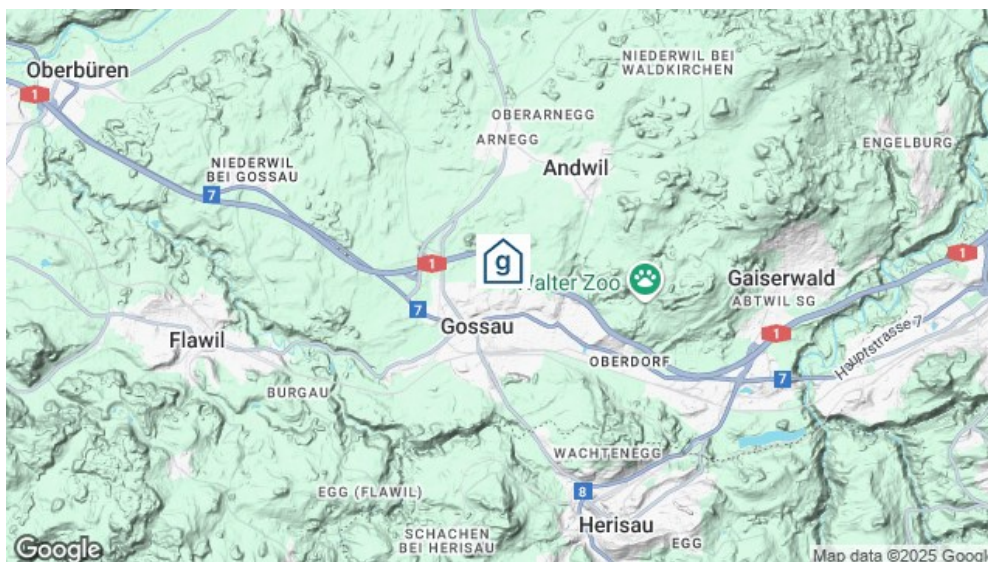 Oberbüren
1
NIEDERWIL BEI
WALDKIRCHEN
OBERARNEGG
ARNEGG
Andwil
ENGELBURG
NIEDERWIL
BEI GOSSAU
7
1
g
Walter Zoo
Gaiserwald
ABTWIL SG
1
7
Gossau
1
Flawil
OBERDORF
7
Hauptstrasse 7
BURGAU
WACHTENEGG
EGG (FLAWIL)
8
Herisau
SCHACHEN
BEI HERISAU
EGG
Google
Map data ©2025 Google